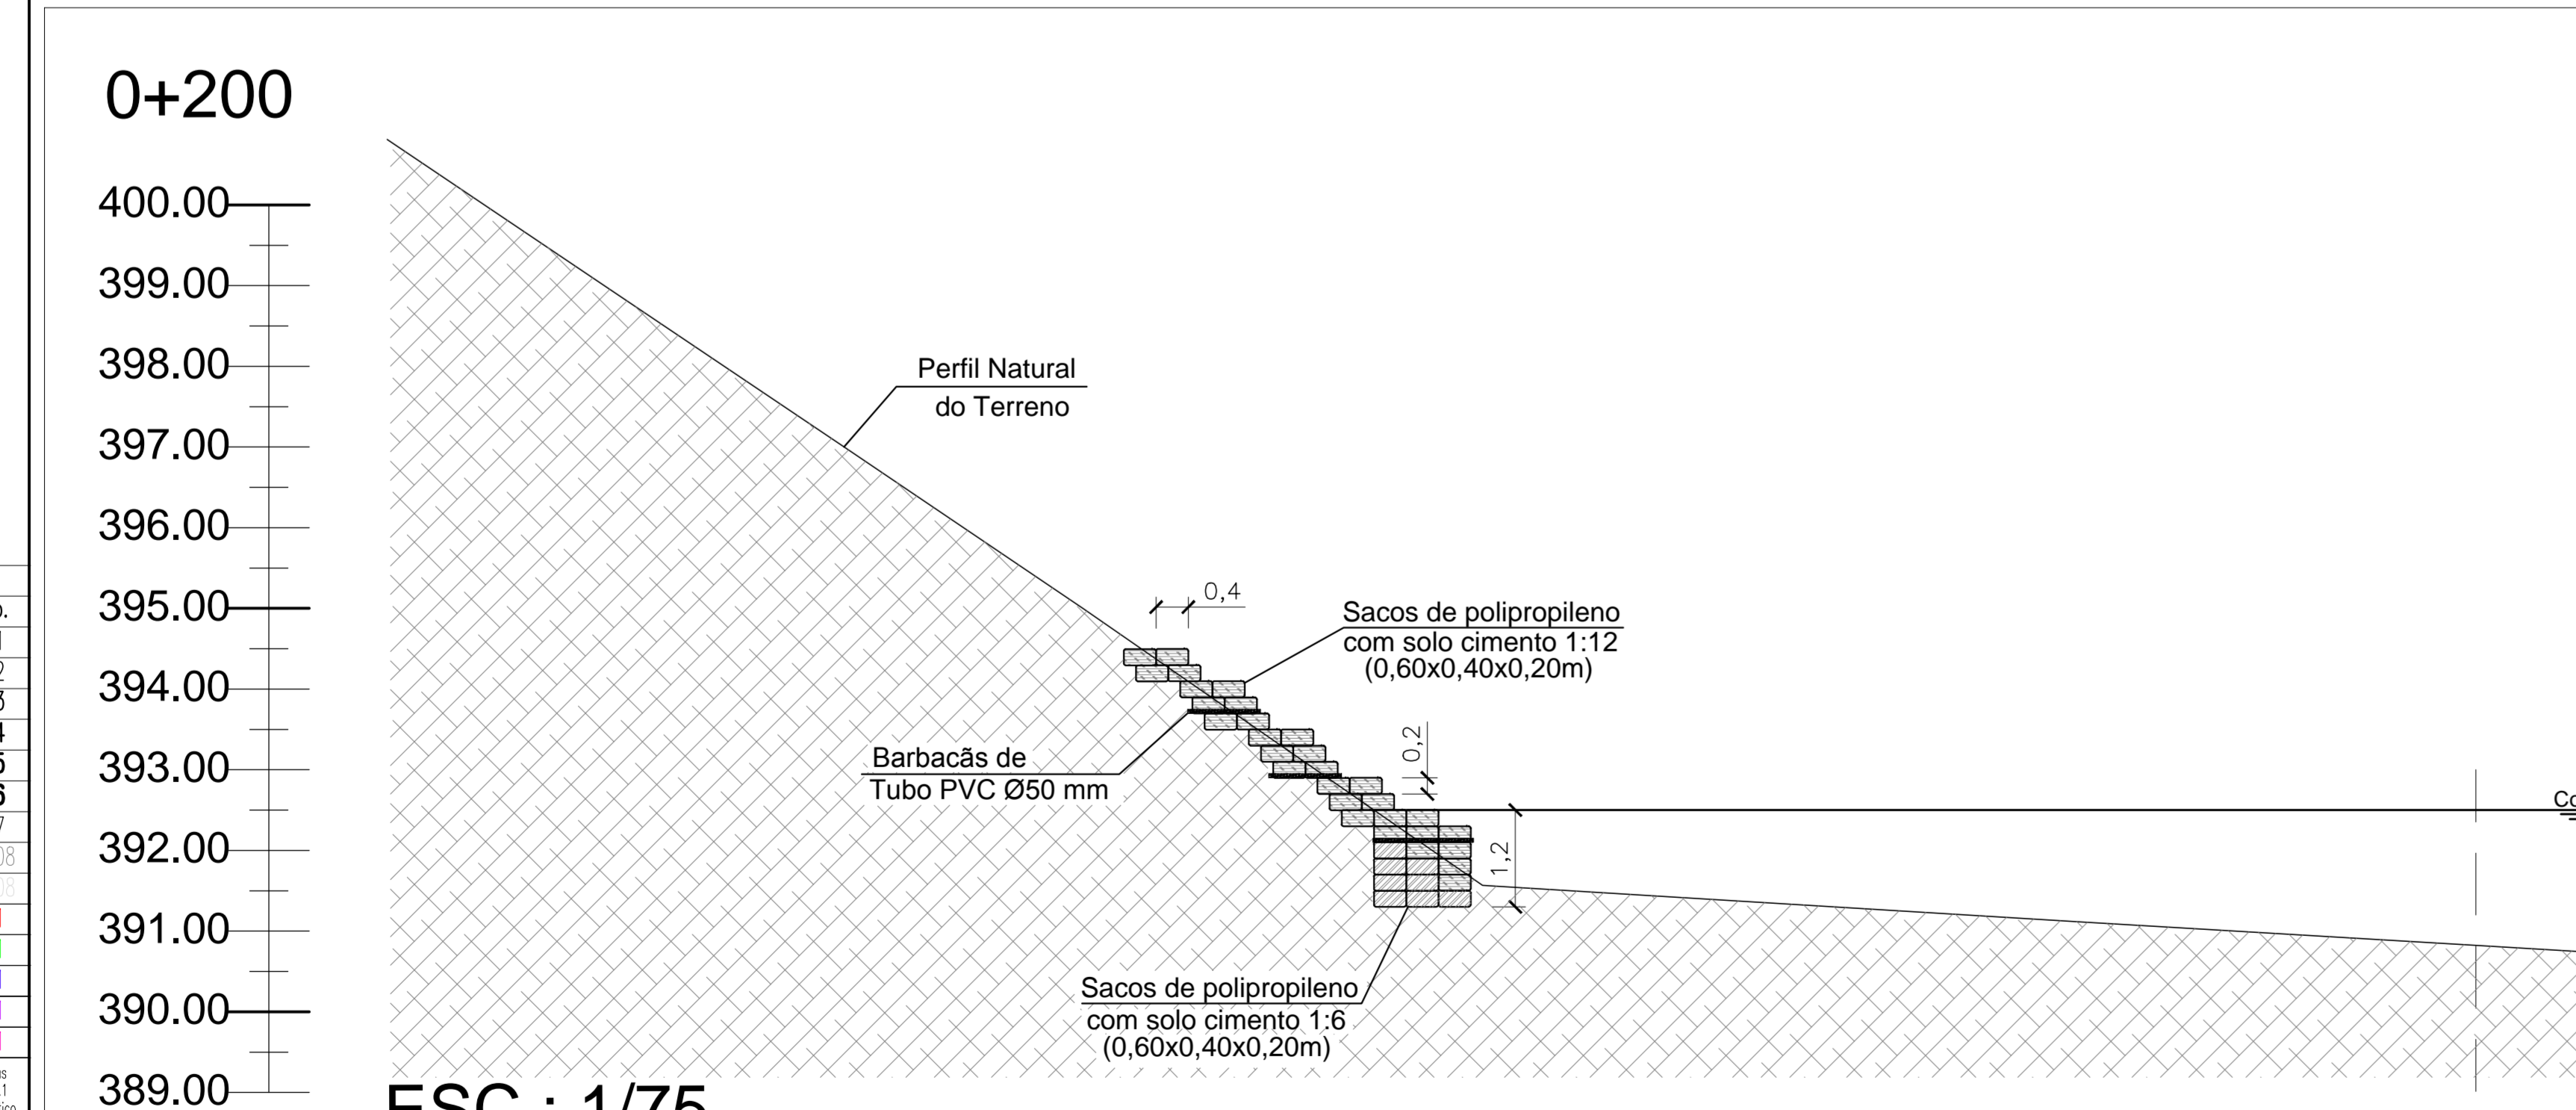 0+200
400.00
399.00
398.00
397.00
396.00
395.00
394.00
393.00
392.00
391.00
390.00
389.00
Perfil Natural
do Terreno
0,4
Sacos de polipropileno
com solo cimento 1:12
(0,60x0,40x0,20m)
Barbacãs de
Tubo PVC Ø50 mm
0,2
1,2
Sacos de polipropileno
com solo cimento 1:6
(0,60x0,40x0,20m)
ESC.: 1/75